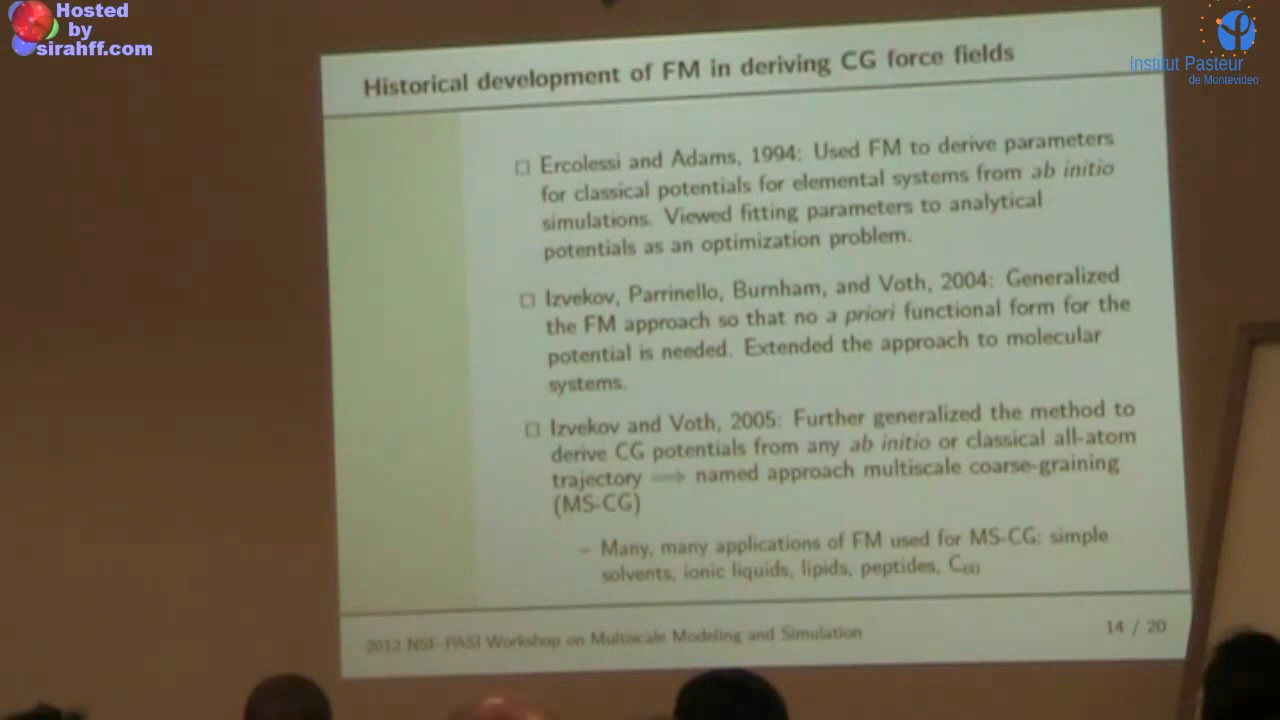 Hosted
by
sirahff.com
Institut Pasteur
de Montevideo
Historical development of FM in deriving CG force fields
□ Ercolessi and Adams, 1994: Used FM to derive parameters
for classical potentials for elemental systems from ab initio
simulations. Viewed fitting parameters to analytical
potentials as an optimization problem.
□ Izvekov, Parrinello, Burnham, and Voth, 2004: Generalized
the FM approach so that no a priori functional form for the
potential is needed. Extended the approach to molecular
systems.
□ Izvekov and Voth, 2005: Further generalized the method to
derive CG potentials from any ab initio or classical all-atom
trajectory ⟹ named approach multiscale coarse-graining
(MS-CG)
– Many, many applications of FM used for MS-CG: simple
solvents, ionic liquids, lipids, peptides, C₆₀
2012 NSF-PASI Workshop on Multiscale Modeling and Simulation
14 / 20